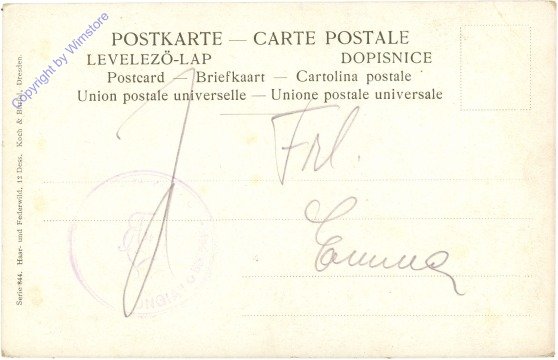 POSTKARTE — CARTE POSTALE
LEVELEZŐ-LAP DOPISNICE
Postcard — Briefkaart — Cartolina postale
Union postale universelle — Unione postale universale
Frl.
Emma
Serie 844. Haar- und Federwild, 12 Dess. Koch & Bitriol, Dresden.
Copyright by Wimstore